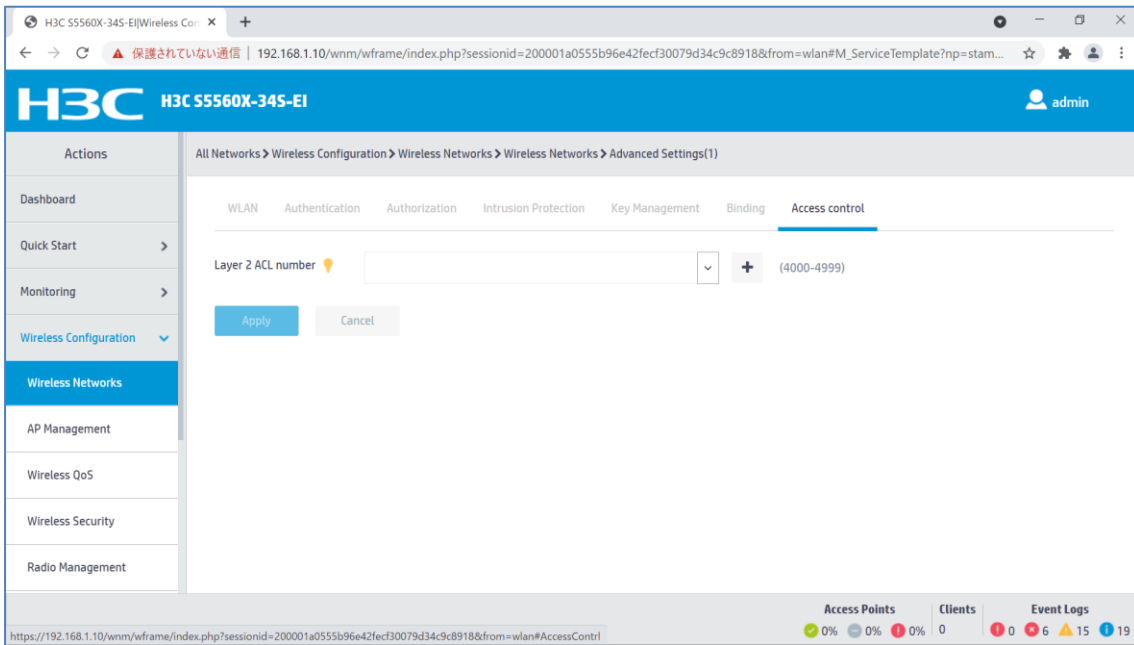 H3C S5560X-34S-EI|Wireless Con
保護されていない通信 | 192.168.1.10/wnm/wframe/index.php?sessionid=200001a0555b96e42fecf30079d34c9c8918&from=wlan#M_ServiceTemplate?np=stam...
H3C H3C S5560X-34S-EI admin
Actions
All Networks > Wireless Configuration > Wireless Networks > Wireless Networks > Advanced Settings(1)
Dashboard
WLAN Authentication Authorization Intrusion Protection Key Management Binding Access control
Quick Start
Layer 2 ACL number (4000-4999)
Monitoring
Apply Cancel
Wireless Configuration
Wireless Networks
AP Management
Wireless QoS
Wireless Security
Radio Management
Access Points Clients Event Logs
0% 0% 0% 0 0 6 15 19
https://192.168.1.10/wnm/wframe/index.php?sessionid=200001a0555b96e42fecf30079d34c9c8918&from=wlan#AccessContrl